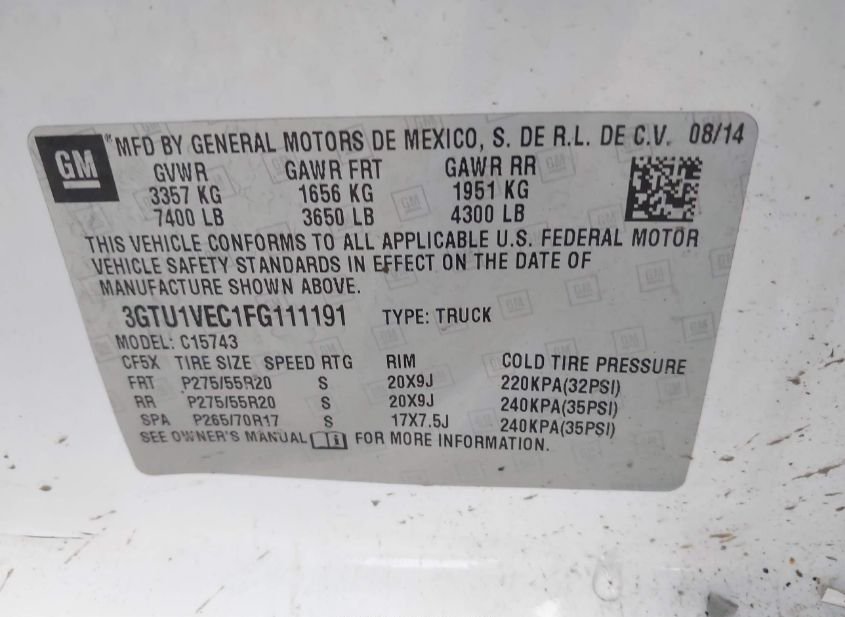 GM
MFD BY GENERAL MOTORS DE MEXICO, S. DE R.L. DE C.V. 08/14
GVWR GAWR FRT GAWR RR
3357 KG 1656 KG 1951 KG
7400 LB 3650 LB 4300 LB
THIS VEHICLE CONFORMS TO ALL APPLICABLE U.S. FEDERAL MOTOR
VEHICLE SAFETY STANDARDS IN EFFECT ON THE DATE OF
MANUFACTURE SHOWN ABOVE.
3GTU1VEC1FG111191 TYPE: TRUCK
MODEL: C15743
CF5X TIRE SIZE SPEED RTG RIM COLD TIRE PRESSURE
FRT P275/55R20 S 20X9J 220KPA(32PSI)
RR P275/55R20 S 20X9J 240KPA(35PSI)
SPA P265/70R17 S 17X7.5J 240KPA(35PSI)
SEE OWNER'S MANUAL FOR MORE INFORMATION.